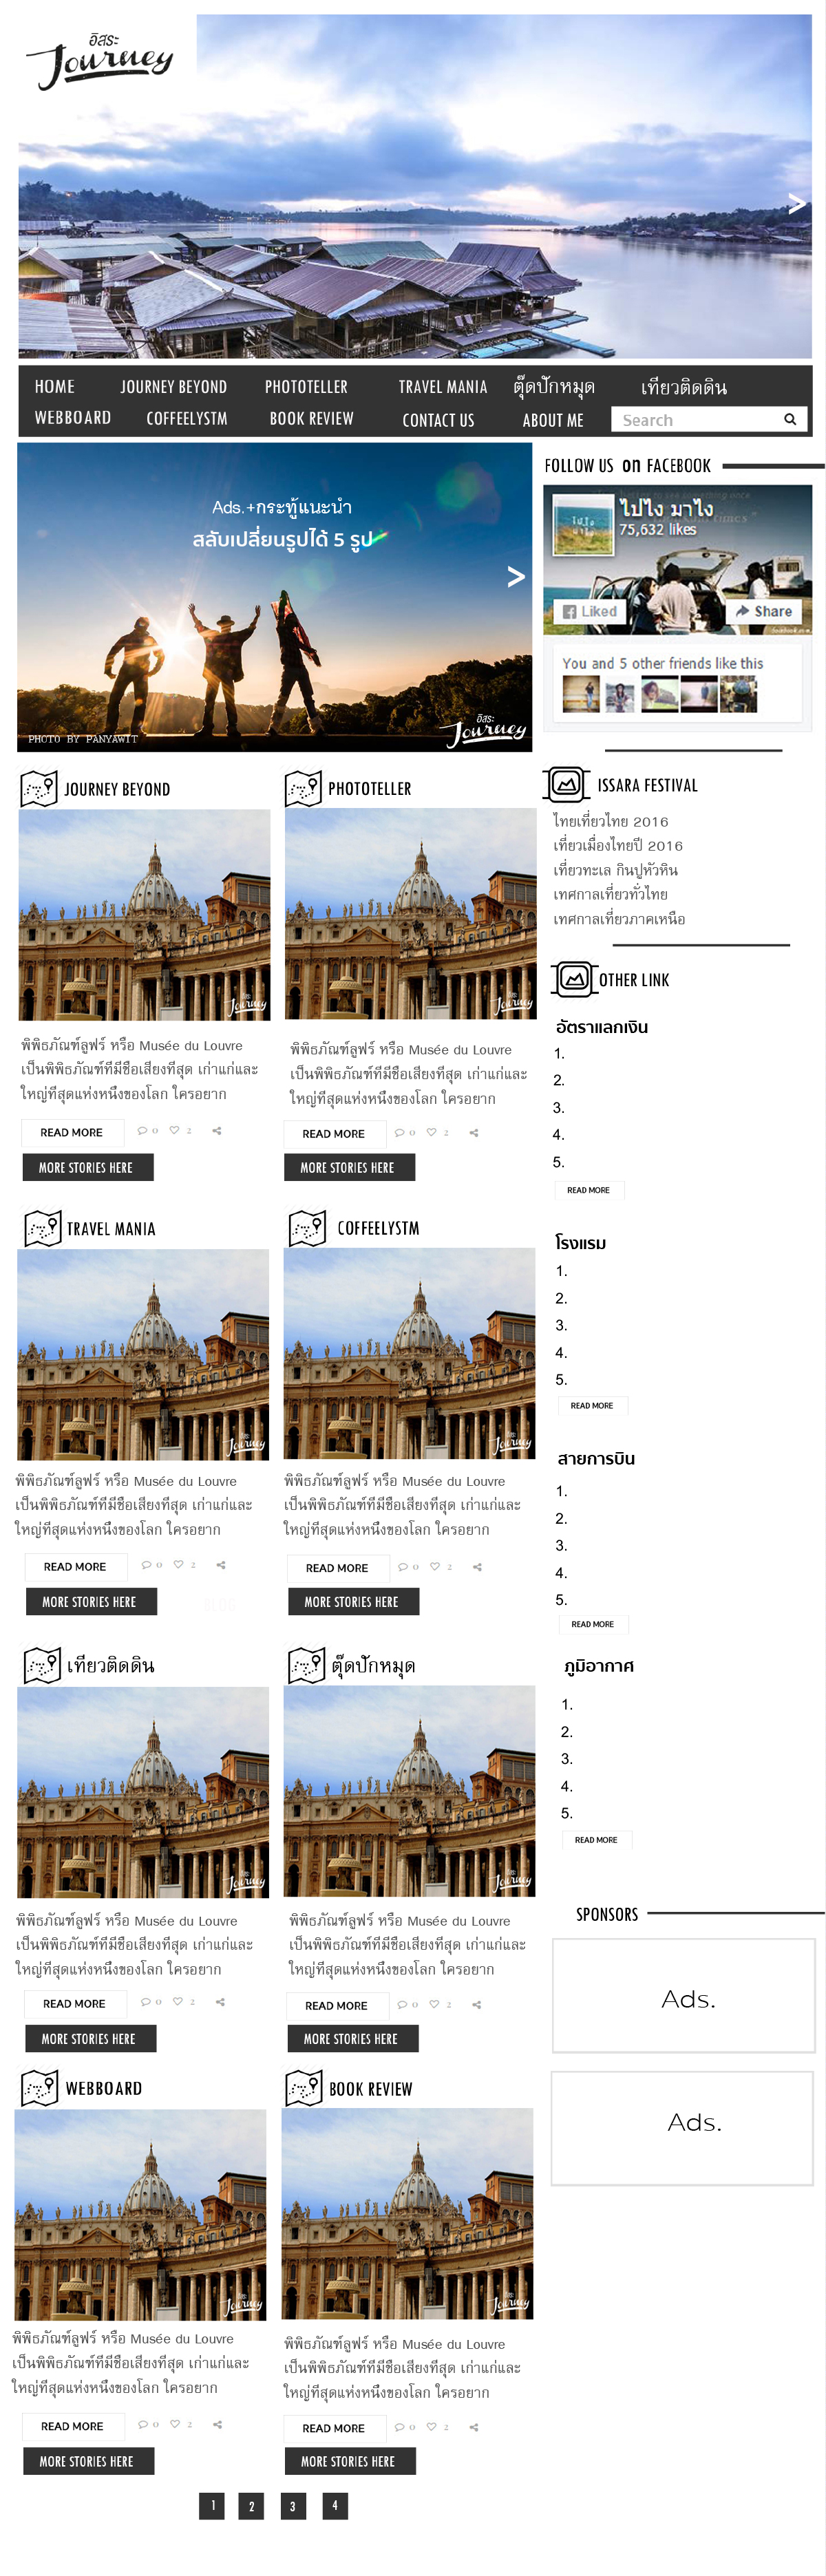 อิสระ
Journey
>
HOME JOURNEY BEYOND PHOTOTELLER TRAVEL MANIA ตุ๊ดปักหมุด เที่ยวติดดิน
WEBBOARD COFFEELYSTM BOOK REVIEW CONTACT US ABOUT ME Search
Ads.+กระทู้แนะนำ
สลับเปลี่ยนรูปได้ 5 รูป
>
PHOTO BY PANYAWIT
อิสระ
Journey
FOLLOW US on FACEBOOK
ไปไง มาไง
75,632 likes
Liked Share
You and 5 other friends like this
JOURNEY BEYOND
Journey
พิพิธภัณฑ์ลูฟร์ หรือ Musée du Louvre
เป็นพิพิธภัณฑ์ที่มีชื่อเสียงที่สุด เก่าแก่และ
ใหญ่ที่สุดแห่งหนึ่งของโลก ใครอยาก
READ MORE 0 2
MORE STORIES HERE
PHOTOTELLER
Journey
พิพิธภัณฑ์ลูฟร์ หรือ Musée du Louvre
เป็นพิพิธภัณฑ์ที่มีชื่อเสียงที่สุด เก่าแก่และ
ใหญ่ที่สุดแห่งหนึ่งของโลก ใครอยาก
READ MORE 0 2
MORE STORIES HERE
TRAVEL MANIA
Journey
พิพิธภัณฑ์ลูฟร์ หรือ Musée du Louvre
เป็นพิพิธภัณฑ์ที่มีชื่อเสียงที่สุด เก่าแก่และ
ใหญ่ที่สุดแห่งหนึ่งของโลก ใครอยาก
READ MORE 0 2
MORE STORIES HERE
COFFEELYSTM
Journey
พิพิธภัณฑ์ลูฟร์ หรือ Musée du Louvre
เป็นพิพิธภัณฑ์ที่มีชื่อเสียงที่สุด เก่าแก่และ
ใหญ่ที่สุดแห่งหนึ่งของโลก ใครอยาก
READ MORE 0 2
MORE STORIES HERE
เที่ยวติดดิน
Journey
พิพิธภัณฑ์ลูฟร์ หรือ Musée du Louvre
เป็นพิพิธภัณฑ์ที่มีชื่อเสียงที่สุด เก่าแก่และ
ใหญ่ที่สุดแห่งหนึ่งของโลก ใครอยาก
READ MORE 0 2
MORE STORIES HERE
ตุ๊ดปักหมุด
Journey
พิพิธภัณฑ์ลูฟร์ หรือ Musée du Louvre
เป็นพิพิธภัณฑ์ที่มีชื่อเสียงที่สุด เก่าแก่และ
ใหญ่ที่สุดแห่งหนึ่งของโลก ใครอยาก
READ MORE 0 2
MORE STORIES HERE
WEBBOARD
Journey
พิพิธภัณฑ์ลูฟร์ หรือ Musée du Louvre
เป็นพิพิธภัณฑ์ที่มีชื่อเสียงที่สุด เก่าแก่และ
ใหญ่ที่สุดแห่งหนึ่งของโลก ใครอยาก
READ MORE 0 2
MORE STORIES HERE
BOOK REVIEW
Journey
พิพิธภัณฑ์ลูฟร์ หรือ Musée du Louvre
เป็นพิพิธภัณฑ์ที่มีชื่อเสียงที่สุด เก่าแก่และ
ใหญ่ที่สุดแห่งหนึ่งของโลก ใครอยาก
READ MORE 0 2
MORE STORIES HERE
1 2 3 4
ISSARA FESTIVAL
ไทยเที่ยวไทย 2016
เที่ยวเมืองไทยปี 2016
เที่ยวทะเล กินปูหัวหิน
เทศกาลเที่ยวทั่วไทย
เทศกาลเที่ยวภาคเหนือ
OTHER LINK
อัตราแลกเงิน
1.
2.
3.
4.
5.
READ MORE
โรงแรม
1.
2.
3.
4.
5.
READ MORE
สายการบิน
1.
2.
3.
4.
5.
READ MORE
ภูมิอากาศ
1.
2.
3.
4.
5.
READ MORE
SPONSORS
Ads.
Ads.